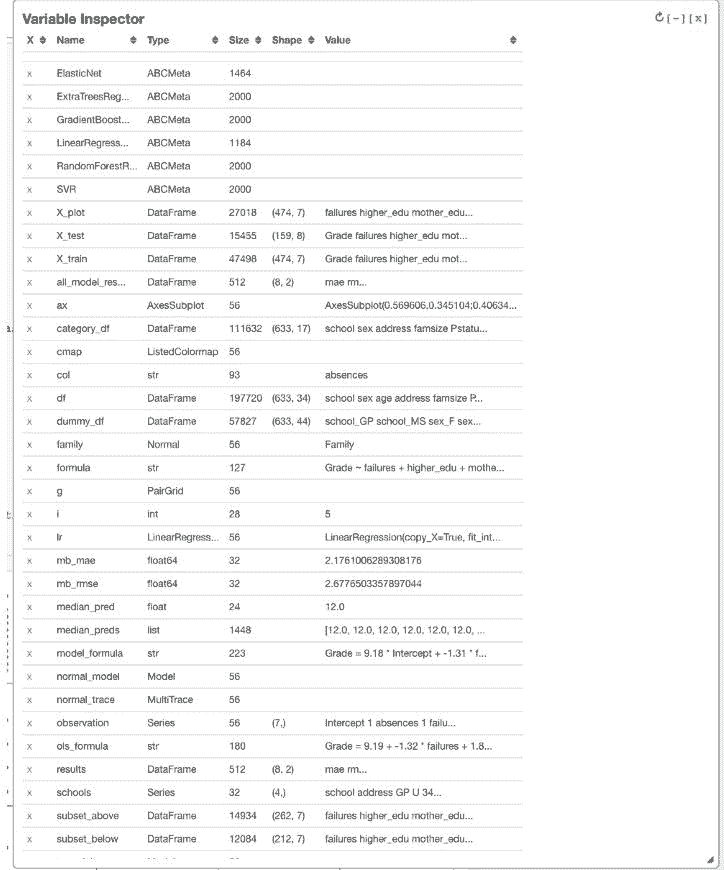 Variable Inspector [-] [x]
X Name Type Size Shape Value
x ElasticNet ABCMeta 1464
x ExtraTreesReg... ABCMeta 2000
x GradientBoost... ABCMeta 2000
x LinearRegress... ABCMeta 1184
x RandomForestR... ABCMeta 2000
x SVR ABCMeta 2000
x X_plot DataFrame 27018 (474, 7) failures higher_edu mother_edu...
x X_test DataFrame 15455 (159, 8) Grade failures higher_edu mot...
x X_train DataFrame 47498 (474, 7) Grade failures higher_edu mot...
x all_model_res... DataFrame 512 (8, 2) mae rm...
x ax AxesSubplot 56 AxesSubplot(0.569606,0.345104;0.40634...
x category_df DataFrame 111632 (633, 17) school sex address famsize Pstatu...
x cmap ListedColormap 56
x col str 93 absences
x df DataFrame 197720 (633, 34) school sex age address famsize P...
x dummy_df DataFrame 57827 (633, 44) school_GP school_MS sex_F sex...
x family Normal 56 Family
x formula str 127 Grade ~ failures + higher_edu + mothe...
x g PairGrid 56
x i int 28 5
x lr LinearRegress... 56 LinearRegression(copy_X=True, fit_int...
x mb_mae float64 32 2.1761006289308176
x mb_rmse float64 32 2.6776503357897044
x median_pred float 24 12.0
x median_preds list 1448 [12.0, 12.0, 12.0, 12.0, 12.0, 12.0, ...
x model_formula str 223 Grade = 9.18 * Intercept + -1.31 * f...
x normal_model Model 56
x normal_trace MultiTrace 56
x observation Series 56 (7,) Intercept 1 absences 1 failu...
x ols_formula str 180 Grade = 9.19 + -1.32 * failures + 1.8...
x results DataFrame 512 (8, 2) mae rm...
x schools Series 32 (4,) school address GP U 34...
x subset_above DataFrame 14934 (262, 7) failures higher_edu mother_edu...
x subset_below DataFrame 12084 (212, 7) failures higher_edu mother_edu...